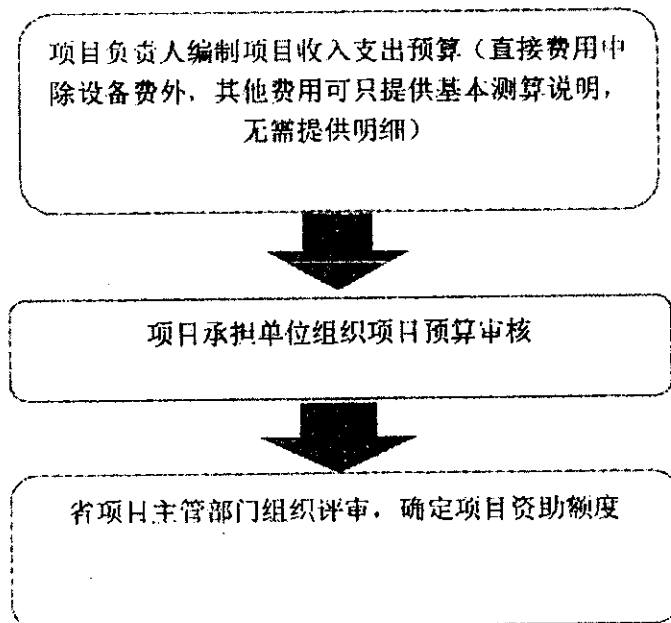 项目负责人编制项目收入支出预算（直接费用中
除设备费外，其他费用可只提供基本测算说明，
无需提供明细）
项目承担单位组织项目预算审核
省项目主管部门组织评审，确定项目资助额度